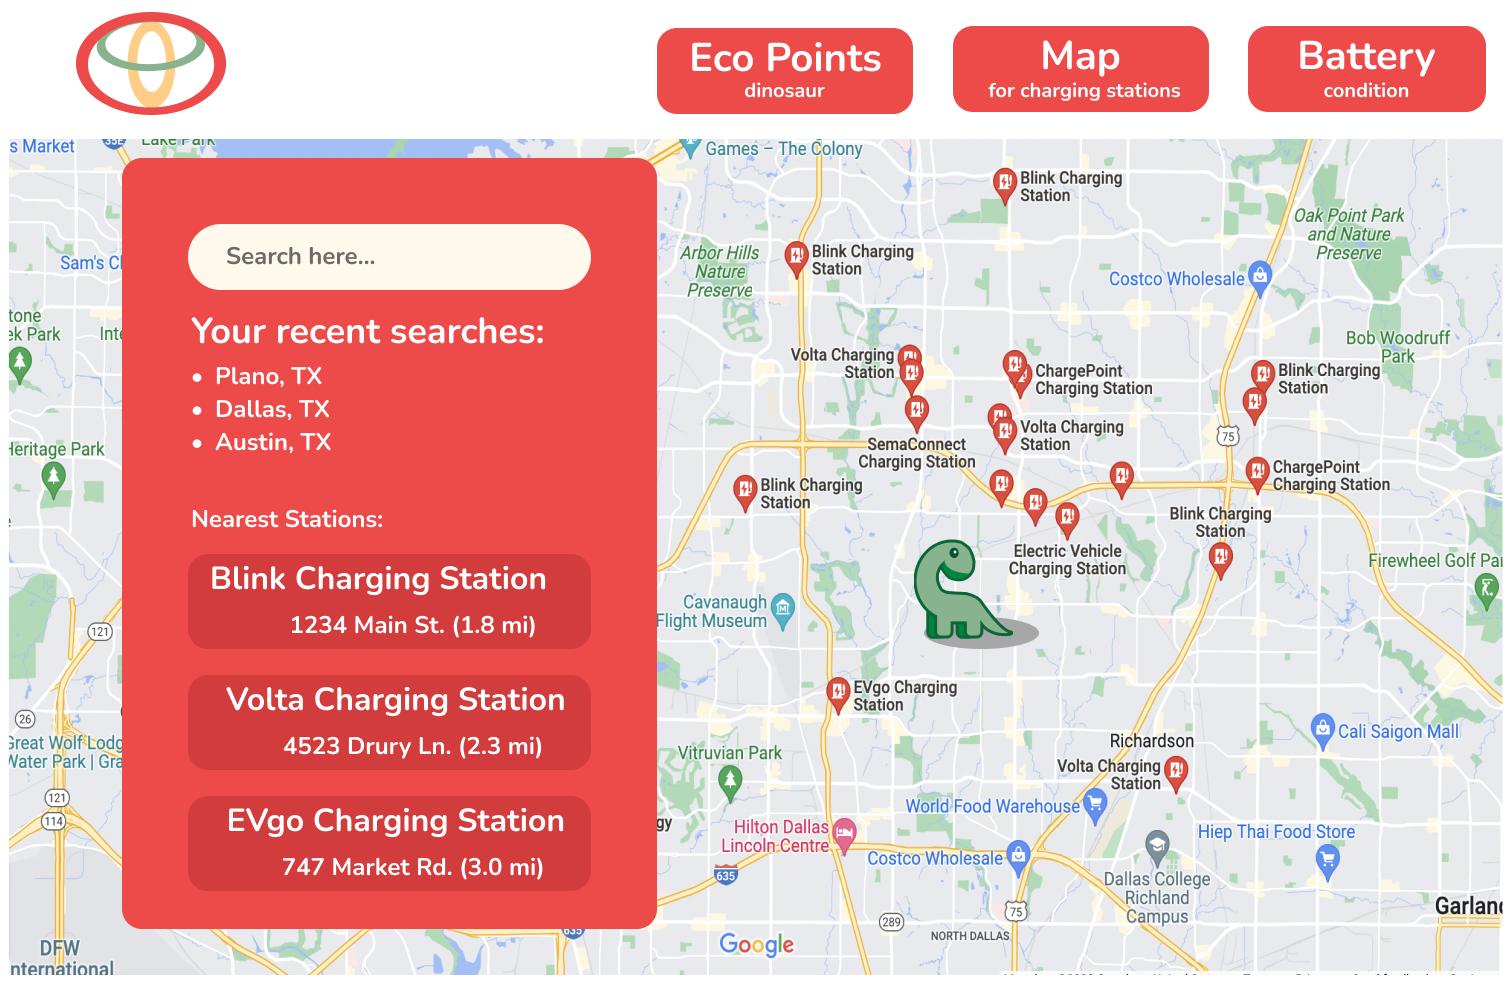 Eco Points
dinosaur
Map
for charging stations
Battery
condition
s Market
Lake Park
Games – The Colony
Blink Charging
Station
Oak Point Park
and Nature
Preserve
Search here...
Blink Charging
Station
Arbor Hills
Nature
Preserve
Sam's Cl
Costco Wholesale
tone
ek Park
Inte
Your recent searches:
• Plano, TX
• Dallas, TX
• Austin, TX
Bob Woodruff
Park
Volta Charging
Station
ChargePoint
Charging Station
Blink Charging
Station
Volta Charging
Station
75
SemaConnect
Charging Station
Heritage Park
ChargePoint
Charging Station
Blink Charging
Station
Blink Charging
Station
Nearest Stations:
Electric Vehicle
Charging Station
Firewheel Golf Par
Blink Charging Station
1234 Main St. (1.8 mi)
Cavanaugh
Flight Museum
121
Volta Charging Station
4523 Drury Ln. (2.3 mi)
EVgo Charging
Station
26
Great Wolf Lodg
Water Park | Gra
Cali Saigon Mall
Richardson
Volta Charging
Station
Vitruvian Park
121
114
EVgo Charging Station
747 Market Rd. (3.0 mi)
World Food Warehouse
gy
Hilton Dallas
Lincoln Centre
Hiep Thai Food Store
Costco Wholesale
635
Dallas College
Richland
Campus
75
289
Garland
NORTH DALLAS
635
Google
DFW
nternational